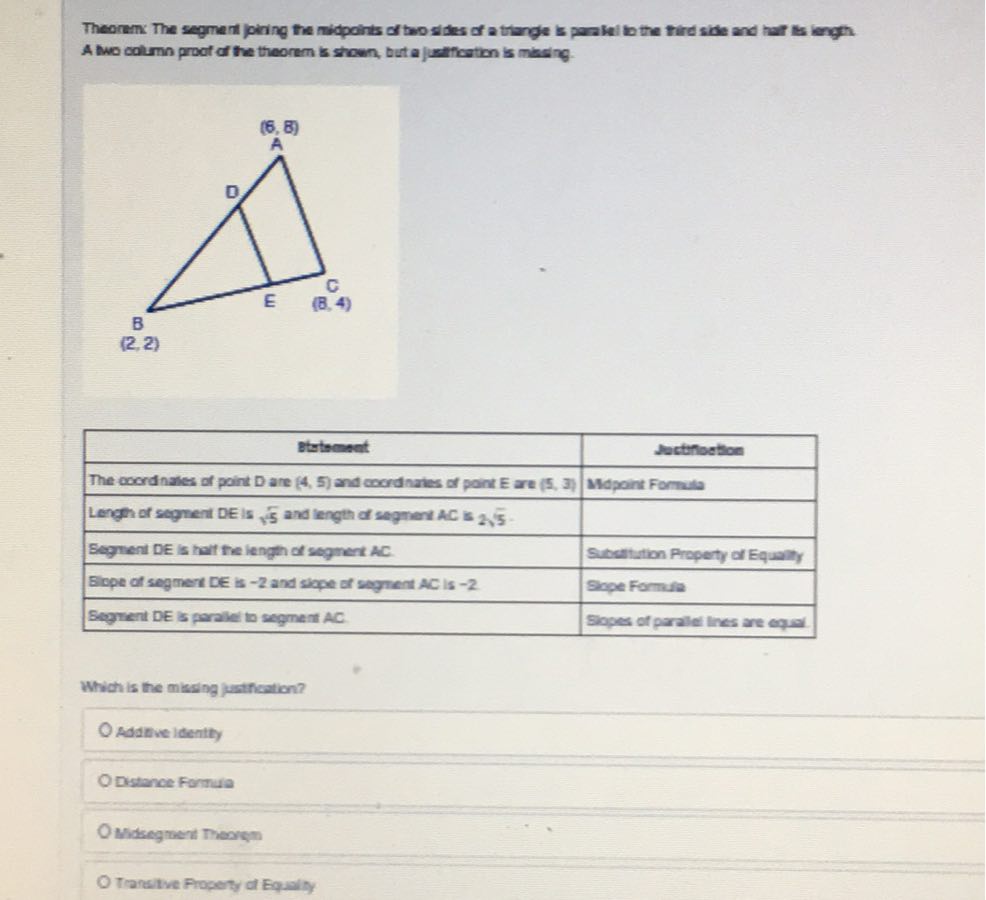 Theorem: The segment joining the midpoints of two sides of a triangle is parallel to the third side and half its length.
A two column proof of the theorem is shown, but a justification is missing.
(6, 8)
A
D
E
C
(8, 4)
B
(2, 2)
Statement Justification
The coordinates of point D are (4, 5) and coordinates of point E are (5, 3) Midpoint Formula
Length of segment DE is √5 and length of segment AC is 2√5.
Segment DE is half the length of segment AC. Substitution Property of Equality
Slope of segment DE is −2 and slope of segment AC is −2. Slope Formula
Segment DE is parallel to segment AC. Slopes of parallel lines are equal.
Which is the missing justification?
Additive Identity
Distance Formula
Midsegment Theorem
Transitive Property of Equality